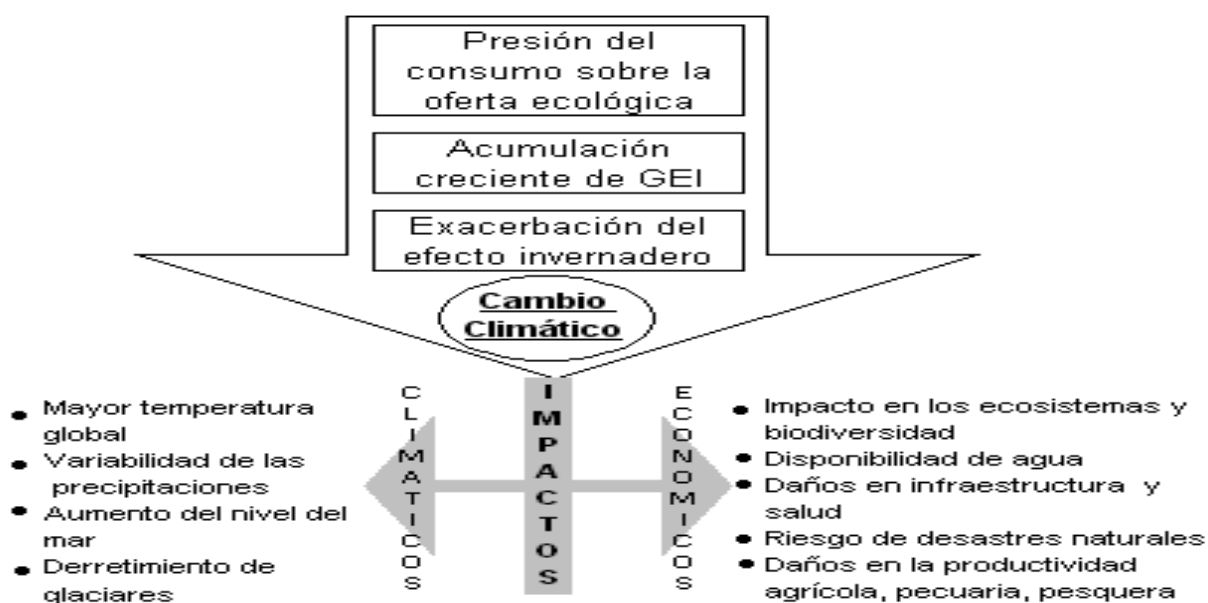 Presión del
consumo sobre la
oferta ecológica
Acumulación
creciente de GEI
Exacerbación del
efecto invernadero
Cambio
Climático
IMPACTOS
CLIMATICOS
• Mayor temperatura
global
• Variabilidad de las
precipitaciones
• Aumento del nivel del
mar
• Derretimiento de
glaciares
ECONOMICOS
• Impacto en los ecosistemas y
biodiversidad
• Disponibilidad de agua
• Daños en infraestructura y
salud
• Riesgo de desastres naturales
• Daños en la productividad
agrícola, pecuaria, pesquera